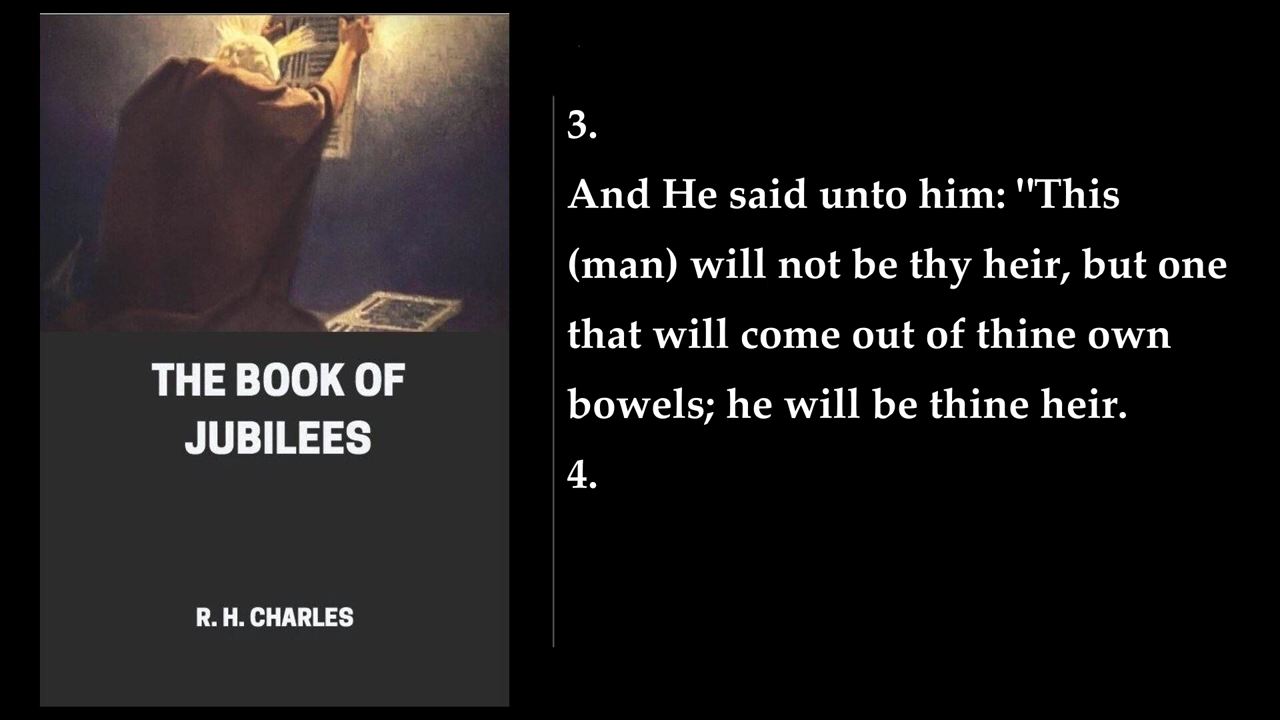 THE BOOK OF
JUBILEES
R. H. CHARLES
3.
And He said unto him: "This
(man) will not be thy heir, but one
that will come out of thine own
bowels; he will be thine heir.
4.